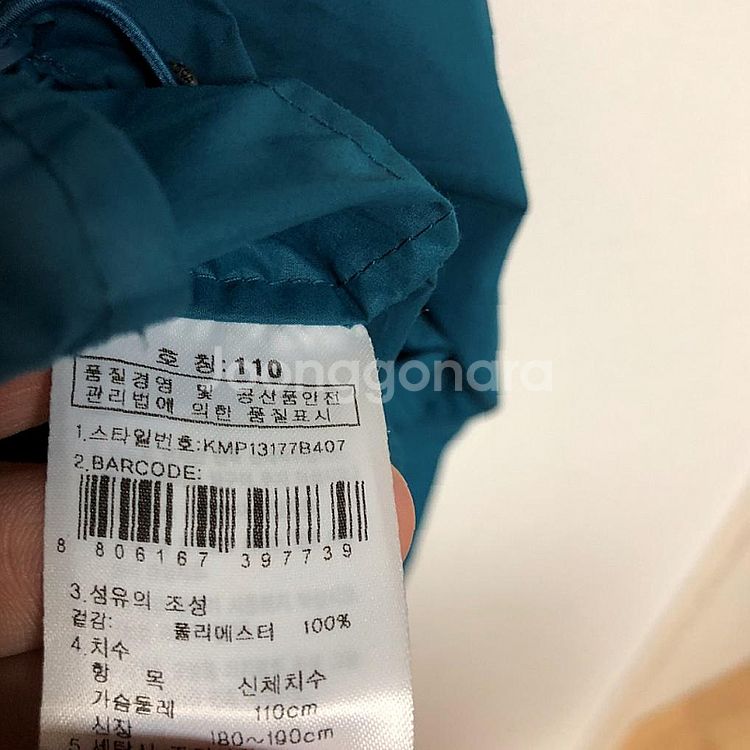 호 칭:110
joonggonara
품질경영 및 공산품안전
관리법에 의한 품질표시
1.스타일번호:KMP13177B407
2.BARCODE:
8 806167 397739
3.섬유의 조성
겉감: 폴리에스터 100%
4.치수
항 목 신체치수
가슴둘레 110cm
신장 180~190cm